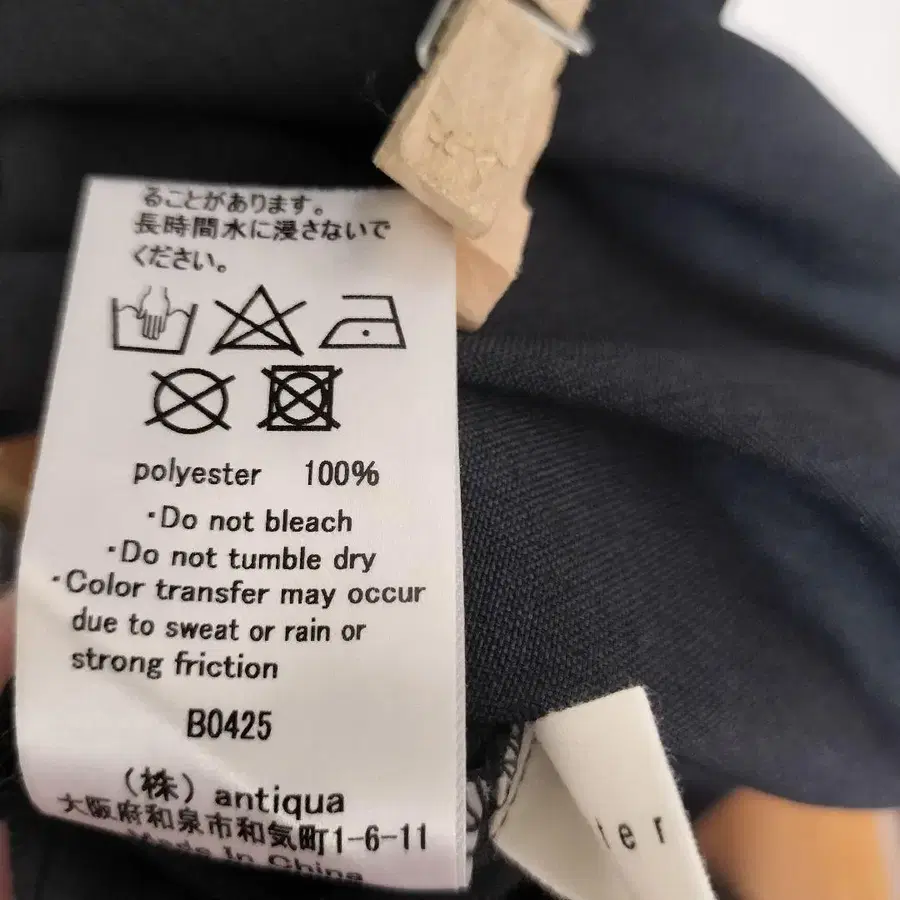 ることがあります。
長時間水に浸さないで
ください。
polyester 100%
・Do not bleach
・Do not tumble dry
・Color transfer may occur
due to sweat or rain or
strong friction
B0425
（株）antiqua
大阪府和泉市和気町1-6-11
Made In China